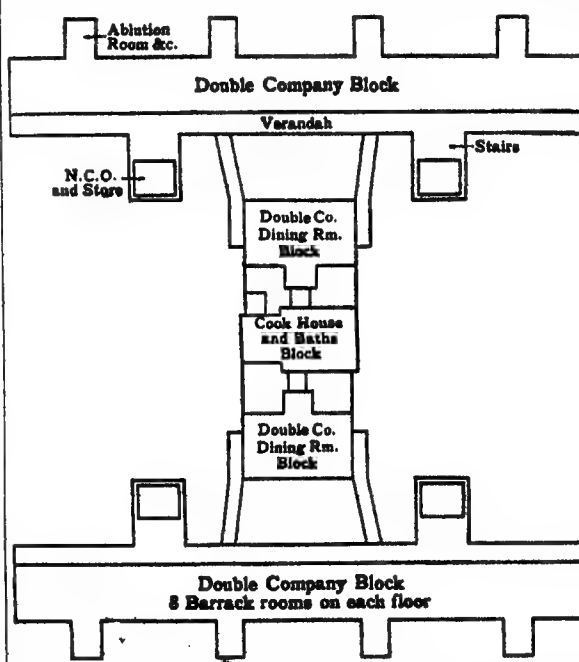 Ablution
Room &c.
Double Company Block
Verandah
N.C.O.
and Store
Stairs
Double Co.
Dining Rm.
Block
Cook House
and Baths
Block
Double Co.
Dining Rm.
Block
Double Company Block
8 Barrack rooms on each floor